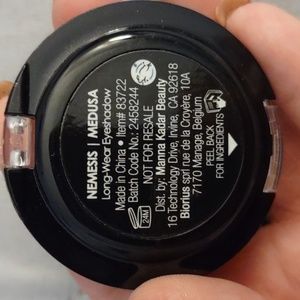 NEMESIS | MEDUSA
Long-Wear Eyeshadow
Made in China • Item# 83722
Batch Code No.: 2458244
NOT FOR RESALE
Dist. by: Manna Kadar Beauty
16 Technology Drive, Irvine, CA 92618
Biorius sprl rue de la Croyère, 10A
7170 Manage, Belgium
PEEL BACK
FOR INGREDIENTS
24M